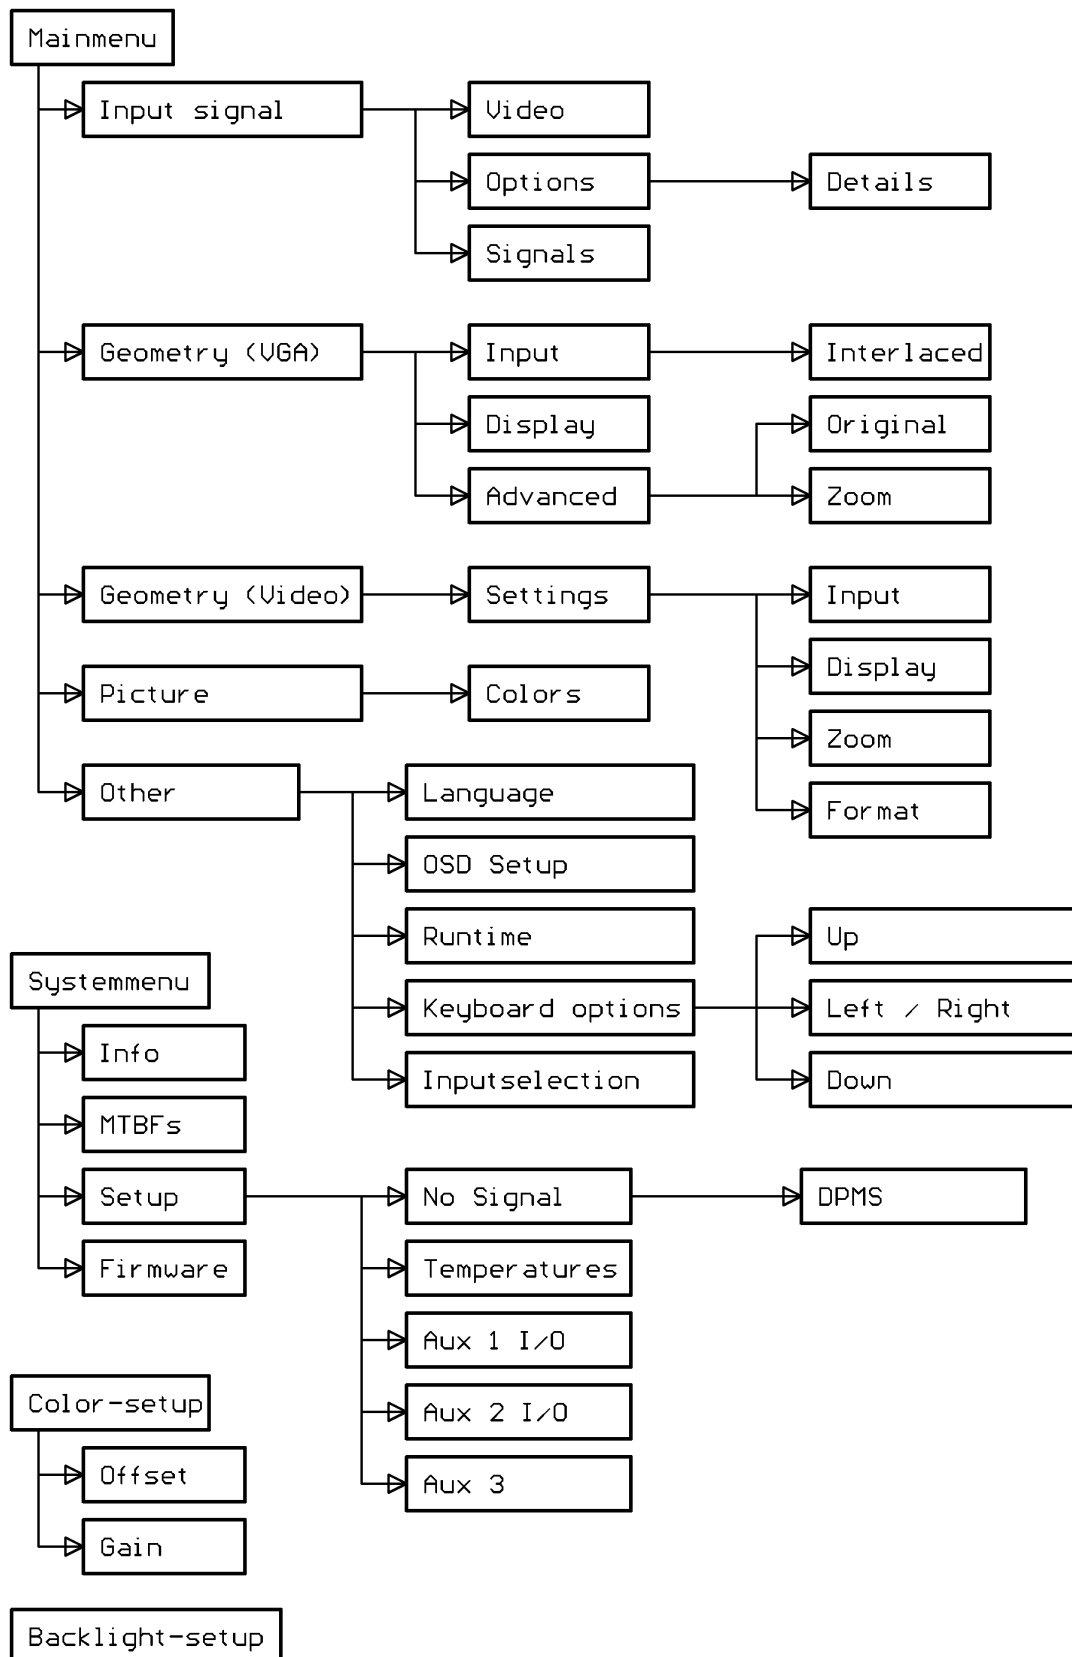 Mainmenu
Input signal
Video
Options
Details
Signals
Geometry (VGA)
Input
Interlaced
Display
Original
Advanced
Zoom
Geometry (Video)
Settings
Input
Display
Picture
Colors
Zoom
Other
Language
Format
OSD Setup
Runtime
Up
Systemmenu
Keyboard options
Left / Right
Info
Inputselection
Down
MTBFs
Setup
No Signal
DPMS
Firmware
Temperatures
Aux 1 I/O
Color-setup
Aux 2 I/O
Offset
Aux 3
Gain
Backlight-setup